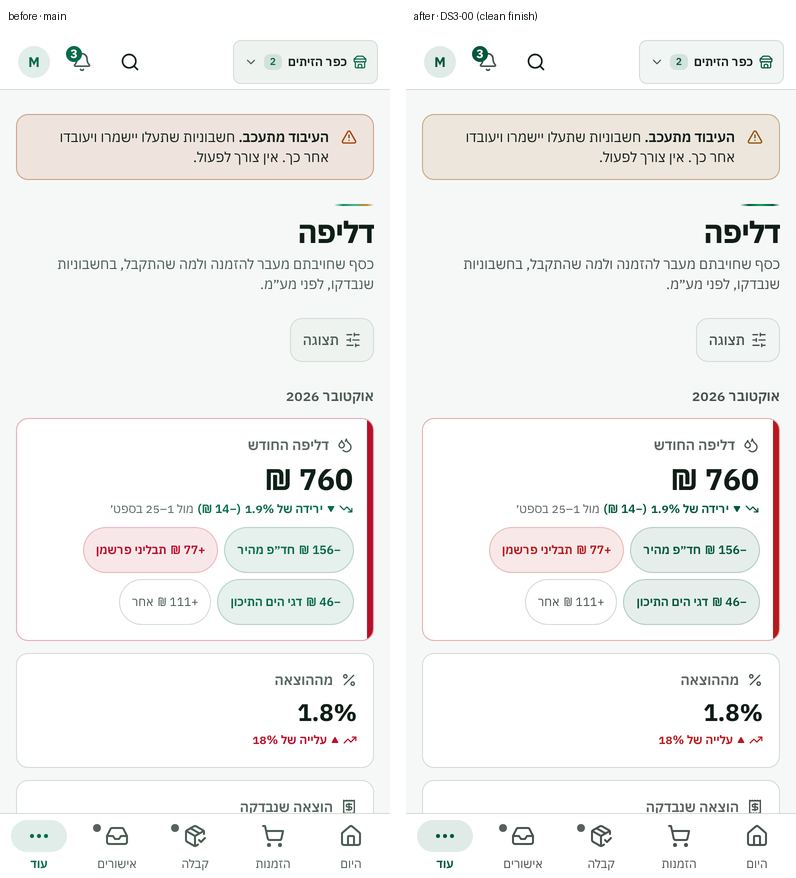 before · main
כפר הזיתים 2
3
M
העיבוד מתעכב. חשבוניות שתעלו יישמרו ויעובדו
אחר כך. אין צורך לפעול.
דליפה
כסף שחויבתם מעבר להזמנה ולמה שהתקבל, בחשבוניות
שנבדקו, לפני מע״מ.
תצוגה
אוקטובר 2026
דליפה החודש
760 ₪
▼ ירידה של 1.9% (−14 ₪) מול 1–25 בספט׳
−156 ₪ חד״פ מהיר
+77 ₪ תבליני פרשמן
−46 ₪ דגי הים התיכון
+111 ₪ אחר
מההוצאה
1.8%
▲ עלייה של 18%
הוצאה שנבדקה
היום
הזמנות
קבלה
אישורים
עוד
after · DS3-00 (clean finish)
כפר הזיתים 2
3
M
העיבוד מתעכב. חשבוניות שתעלו יישמרו ויעובדו
אחר כך. אין צורך לפעול.
דליפה
כסף שחויבתם מעבר להזמנה ולמה שהתקבל, בחשבוניות
שנבדקו, לפני מע״מ.
תצוגה
אוקטובר 2026
דליפה החודש
760 ₪
▼ ירידה של 1.9% (−14 ₪) מול 1–25 בספט׳
−156 ₪ חד״פ מהיר
+77 ₪ תבליני פרשמן
−46 ₪ דגי הים התיכון
+111 ₪ אחר
מההוצאה
1.8%
▲ עלייה של 18%
הוצאה שנבדקה
היום
הזמנות
קבלה
אישורים
עוד